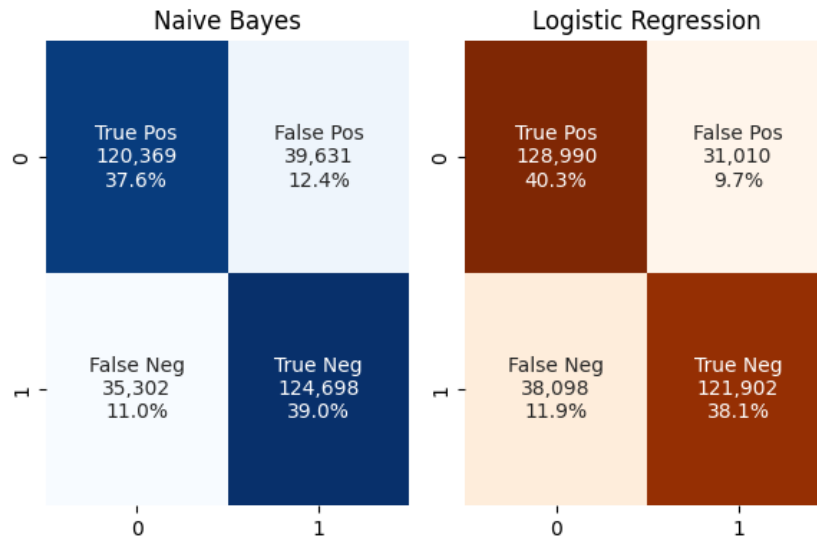 Naive Bayes
0
True Pos
120,369
37.6%
False Pos
39,631
12.4%
1
False Neg
35,302
11.0%
True Neg
124,698
39.0%
0 1
Logistic Regression
0
True Pos
128,990
40.3%
False Pos
31,010
9.7%
1
False Neg
38,098
11.9%
True Neg
121,902
38.1%
0 1